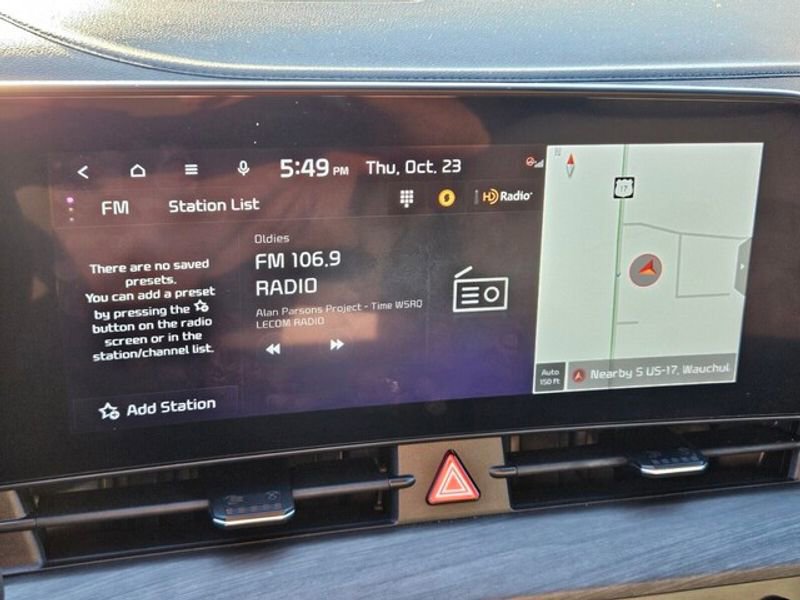 5:49 PM Thu, Oct. 23
FM Station List HD Radio
There are no saved
presets.
You can add a preset
by pressing the
button on the radio
screen or in the
station/channel list.
Add Station
Oldies
FM 106.9
RADIO
Alan Parsons Project - Time WSRQ
LECOM RADIO
N
17
Auto
150 ft
Nearby S US-17, Wauchul